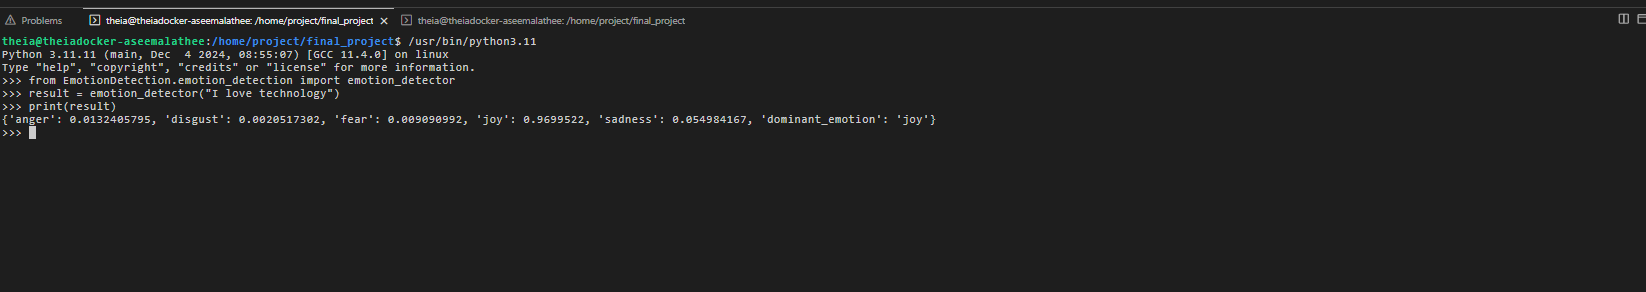 Problems theia@theiadocker-aseemalathee: /home/project/final_project theia@theiadocker-aseemalathee: /home/project/final_project
theia@theiadocker-aseemalathee:/home/project/final_project$ /usr/bin/python3.11
Python 3.11.11 (main, Dec  4 2024, 08:55:07) [GCC 11.4.0] on linux
Type "help", "copyright", "credits" or "license" for more information.
>>> from EmotionDetection.emotion_detection import emotion_detector
>>> result = emotion_detector("I love technology")
>>> print(result)
{'anger': 0.0132405795, 'disgust': 0.0020517302, 'fear': 0.009090992, 'joy': 0.9699522, 'sadness': 0.054984167, 'dominant_emotion': 'joy'}
>>>